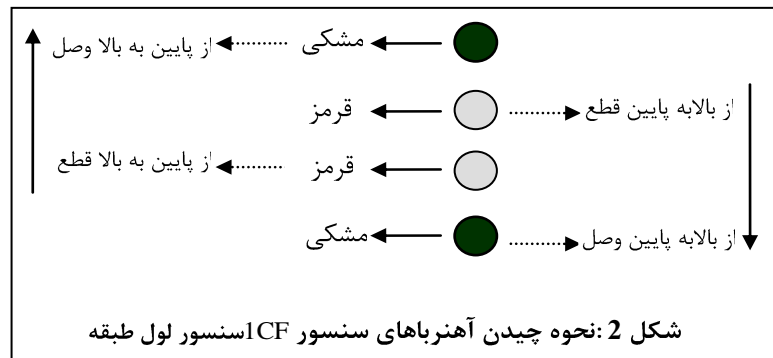 مشکی از پایین به بالا وصل
از بالابه پایین قطع قرمز
قرمز از پایین به بالا قطع
از بالابه پایین وصل مشکی
شکل 2 :نحوه چیدن آهنرباهای سنسور 1CFسنسور لول طبقه